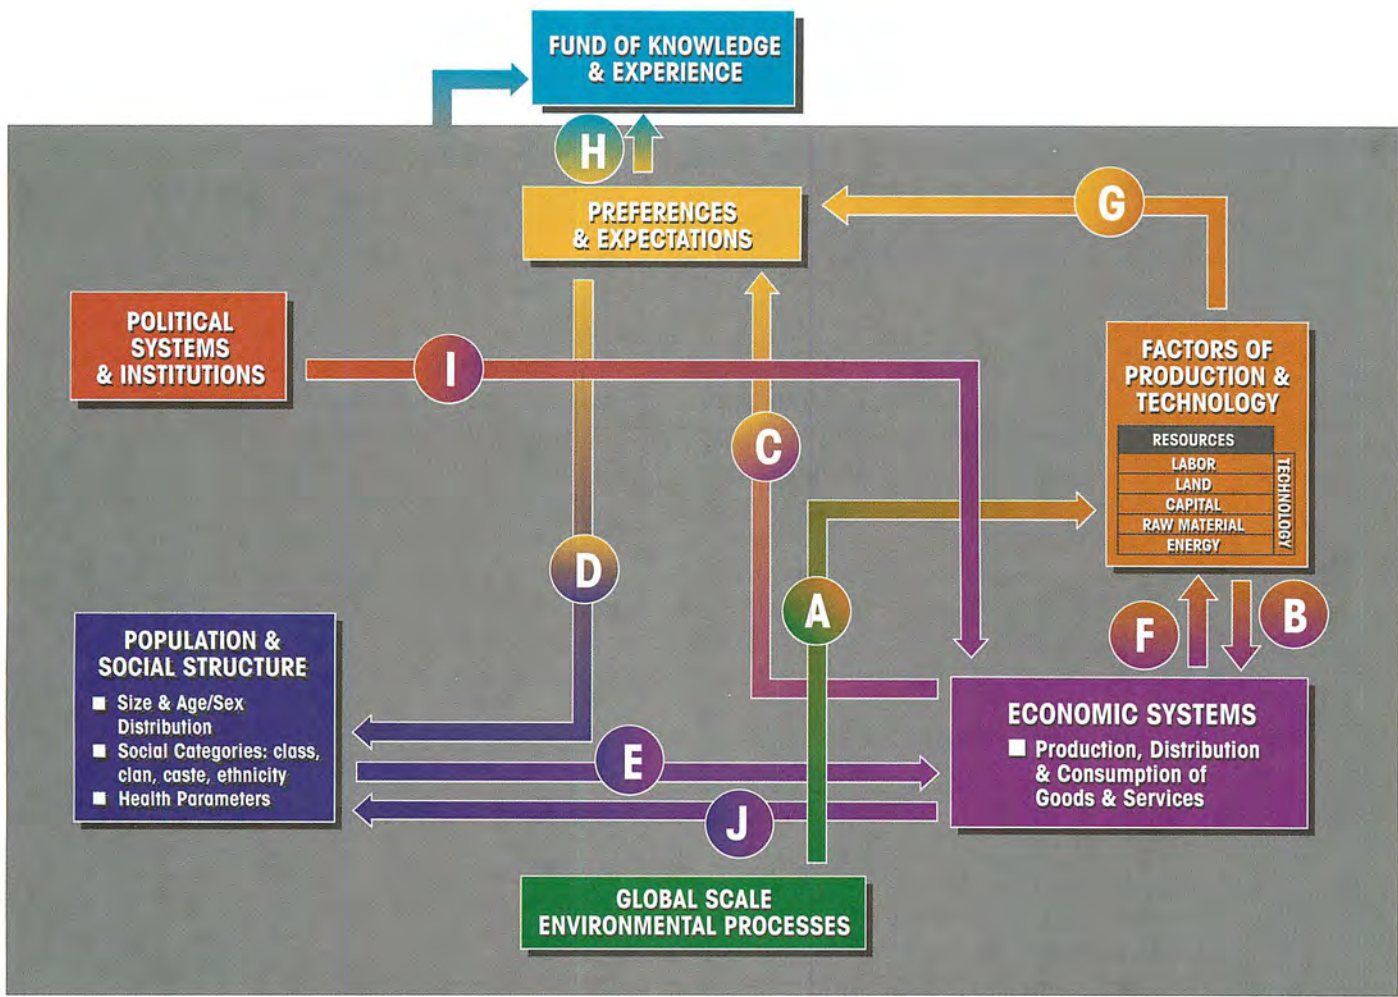 FUND OF KNOWLEDGE
& EXPERIENCE
H
PREFERENCES
& EXPECTATIONS
G
POLITICAL
SYSTEMS
& INSTITUTIONS
I
FACTORS OF
PRODUCTION &
TECHNOLOGY
RESOURCES
LABOR
LAND
CAPITAL
RAW MATERIAL
ENERGY
TECHNOLOGY
C
D
A
F
B
POPULATION &
SOCIAL STRUCTURE
■ Size & Age/Sex
Distribution
■ Social Categories: class,
clan, caste, ethnicity
■ Health Parameters
E
J
ECONOMIC SYSTEMS
■ Production, Distribution
& Consumption of
Goods & Services
GLOBAL SCALE
ENVIRONMENTAL PROCESSES